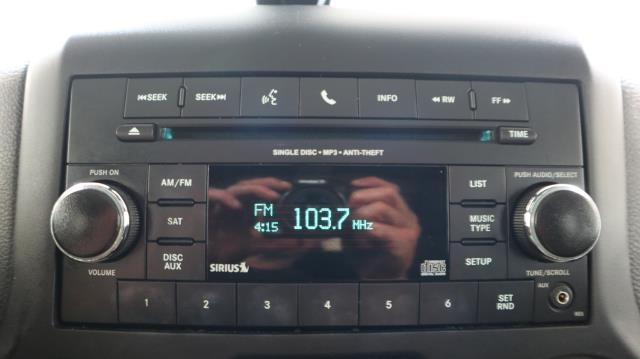 SEEK SEEK INFO RW FF
TIME
SINGLE DISC • MP3 • ANTI-THEFT
PUSH ON
PUSH AUDIO/SELECT
AM/FM
LIST
FM
4:15
103.7 MHz
SAT
MUSIC
TYPE
DISC
AUX
SETUP
SIRIUS
disc
VOLUME
TUNE/SCROLL
1 2 3 4 5 6
SET
RND
AUX